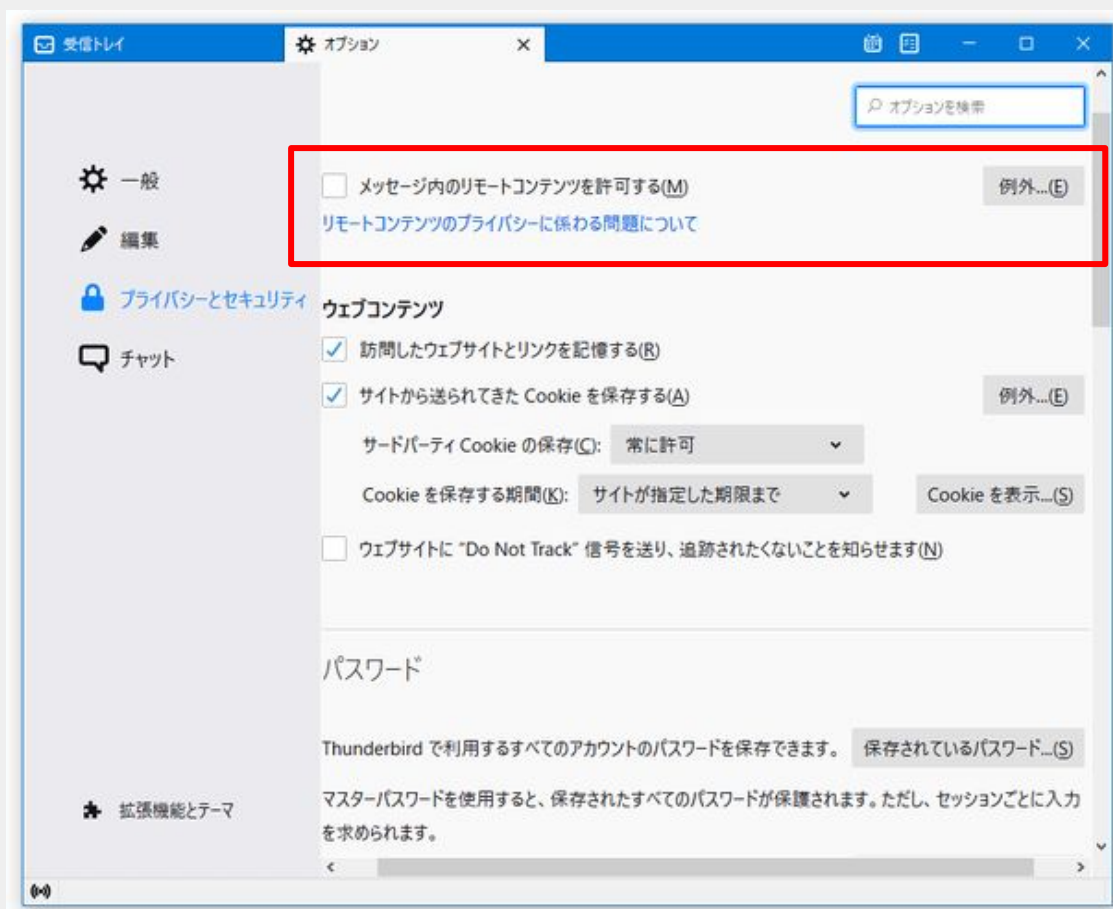 受信トレイ
オプション
オプションを検索
一般
編集
プライバシーとセキュリティ
チャット
拡張機能とテーマ
メッセージ内のリモートコンテンツを許可する(M)
例外...(E)
リモートコンテンツのプライバシーに係わる問題について
ウェブコンテンツ
訪問したウェブサイトとリンクを記憶する(R)
サイトから送られてきた Cookie を保存する(A)
例外...(E)
サードパーティ Cookie の保存(C): 常に許可
Cookie を保存する期間(K): サイトが指定した期限まで
Cookie を表示...(S)
ウェブサイトに “Do Not Track” 信号を送り、追跡されたくないことを知らせます(N)
パスワード
Thunderbird で利用するすべてのアカウントのパスワードを保存できます。
保存されているパスワード...(S)
マスターパスワードを使用すると、保存されたすべてのパスワードが保護されます。ただし、セッションごとに入力
を求められます。